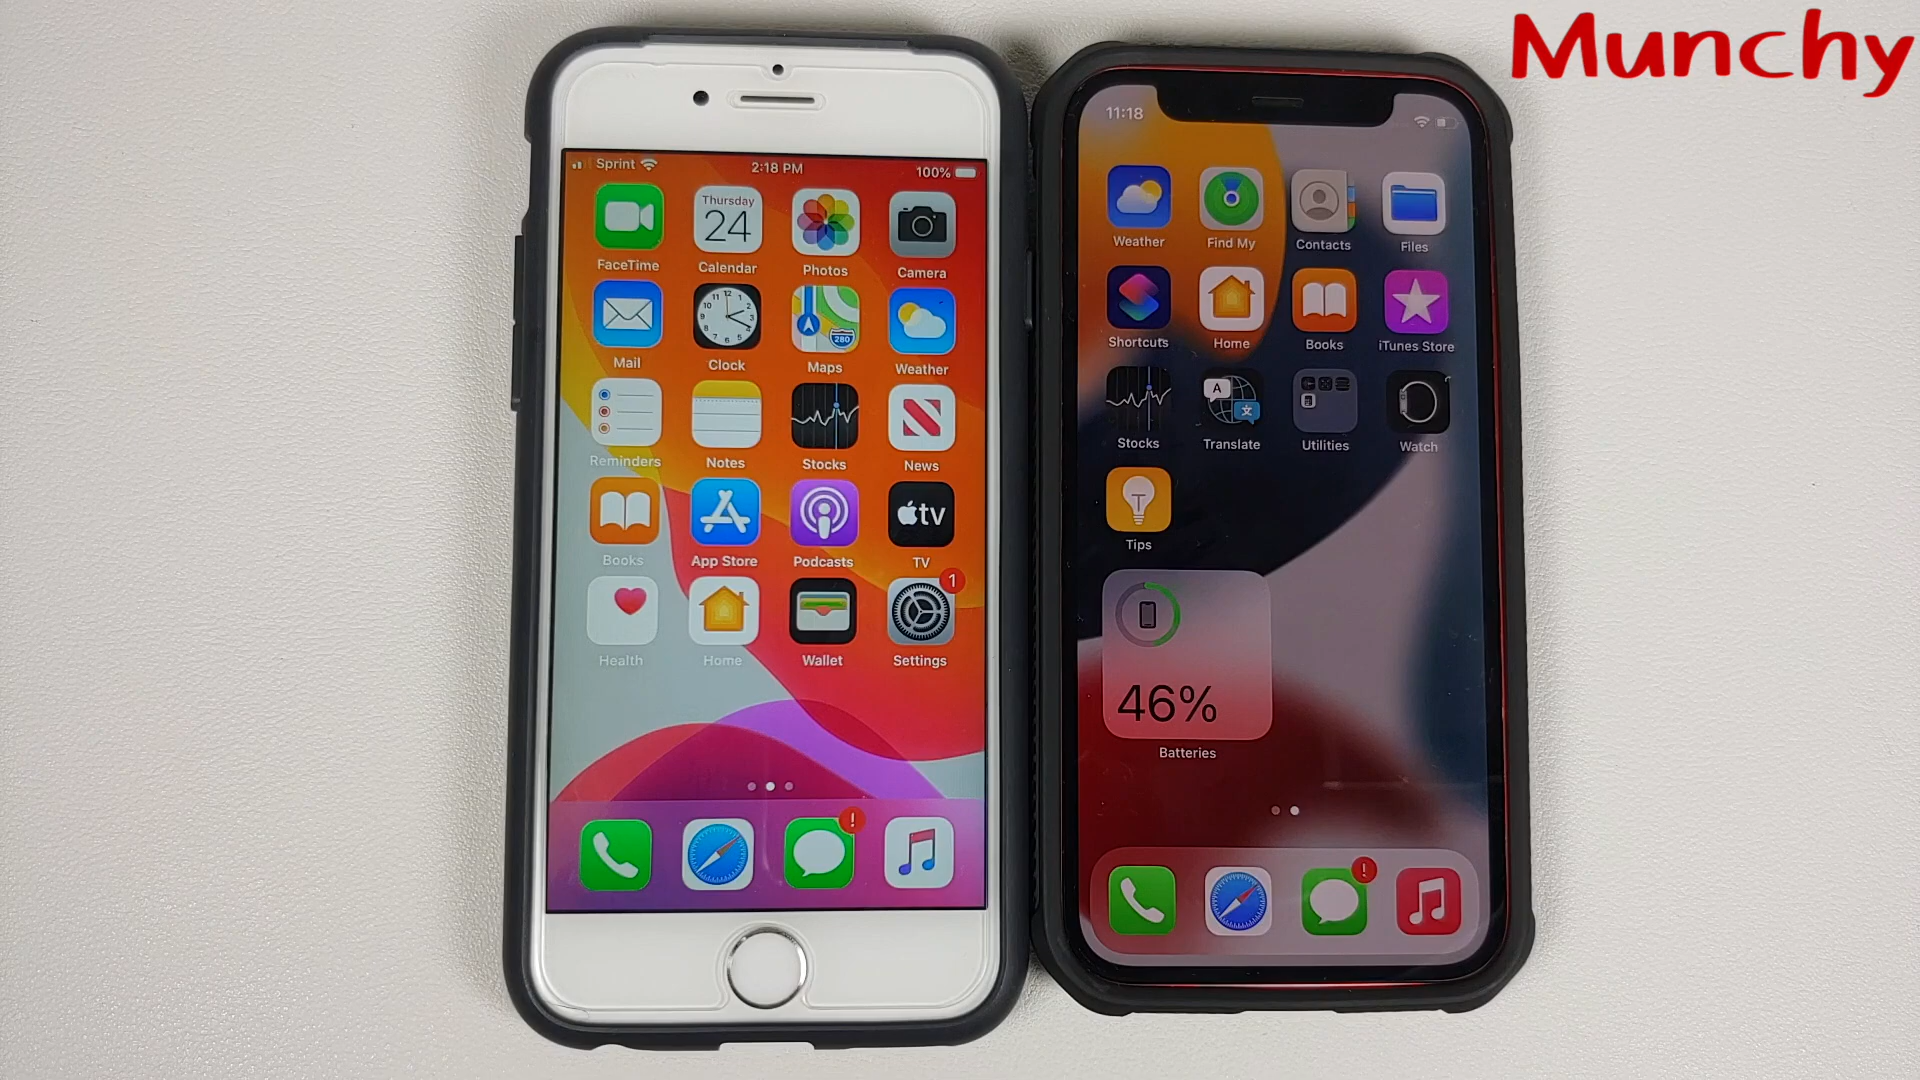 Munchy
Sprint 2:18 PM 100%
Thursday
24
FaceTime Calendar Photos Camera
280
Mail Clock Maps Weather
Reminders Notes Stocks News
tv
Books App Store Podcasts TV
1
Health Home Wallet Settings
!
11:18
Weather Find My Contacts Files
Shortcuts Home Books iTunes Store
A
文
Stocks Translate Utilities Watch
Tips
46%
Batteries
!